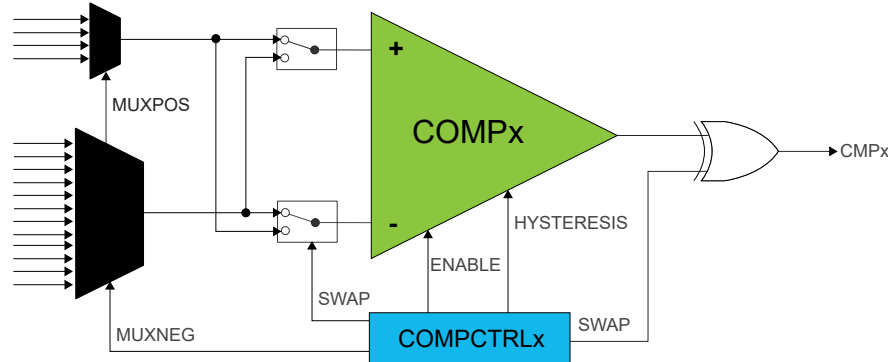 MUXPOS
+
COMPx
CMPx
-
HYSTERESIS
ENABLE
SWAP
SWAP
MUXNEG
COMPCTRLx